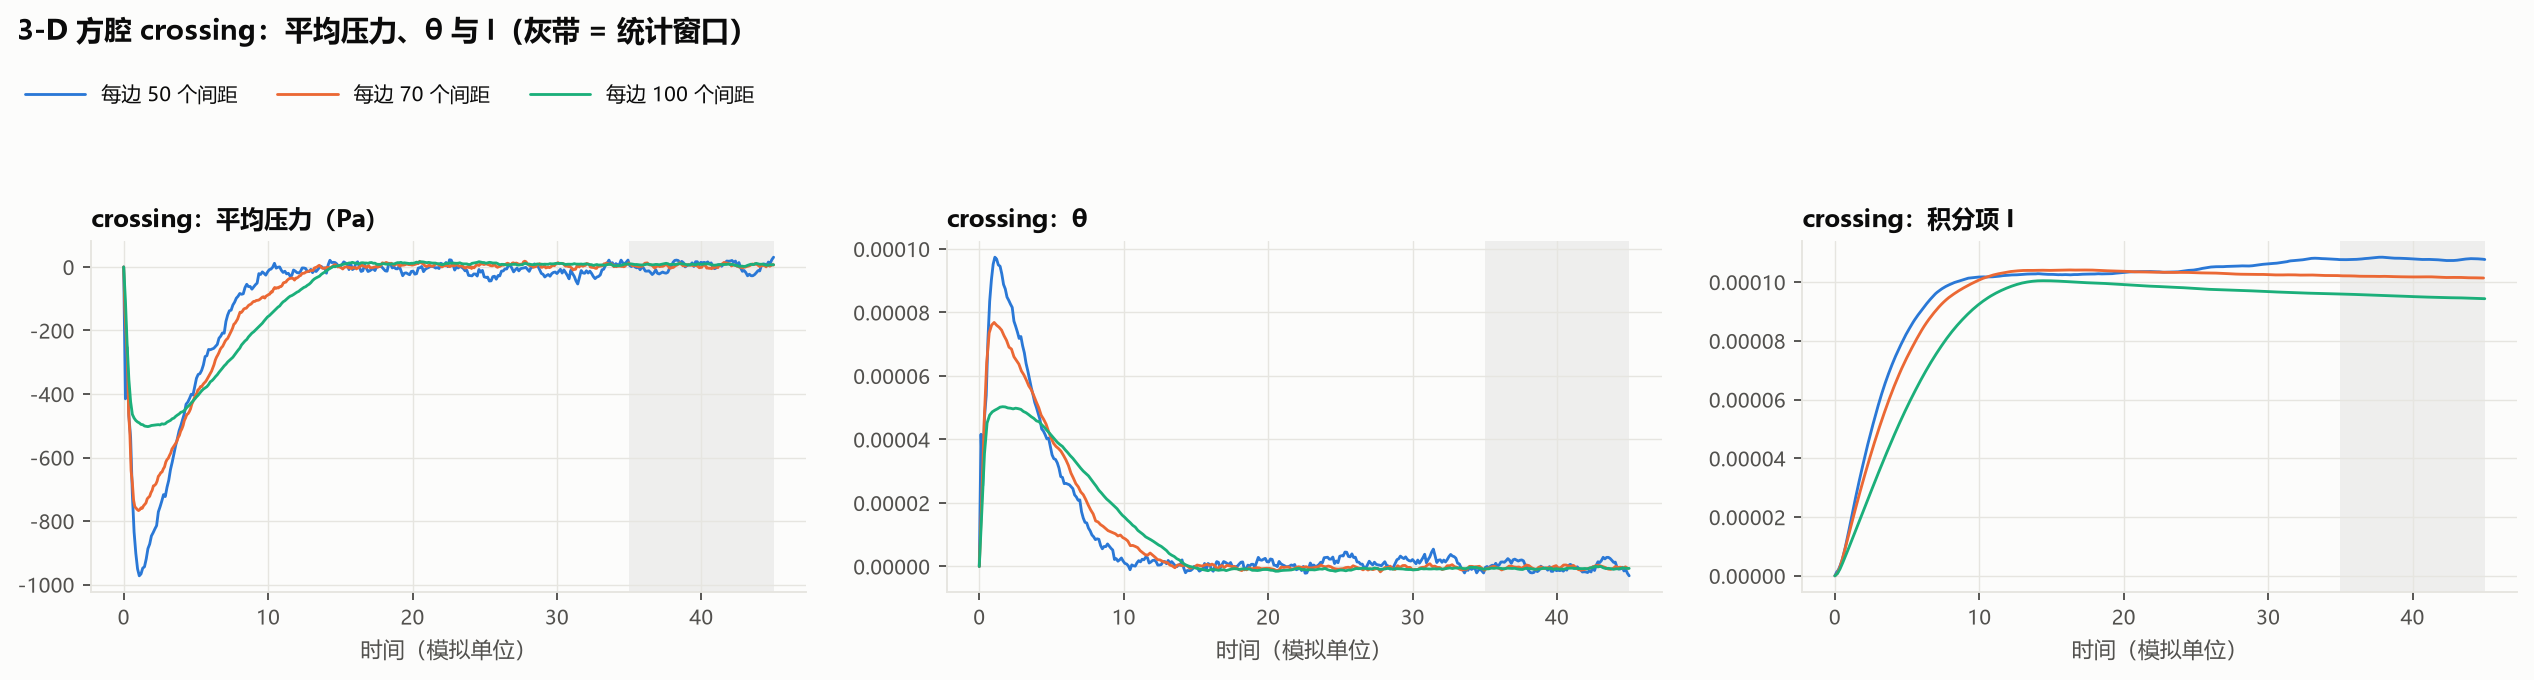 3-D 方腔 crossing：平均压力、θ 与 I（灰带 = 统计窗口）
每边 50 个间距
每边 70 个间距
每边 100 个间距
crossing：平均压力（Pa）
0
-200
-400
-600
-800
-1000
0 10 20 30 40
时间（模拟单位）
crossing：θ
0.00010
0.00008
0.00006
0.00004
0.00002
0.00000
0 10 20 30 40
时间（模拟单位）
crossing：积分项 I
0.00010
0.00008
0.00006
0.00004
0.00002
0.00000
0 10 20 30 40
时间（模拟单位）